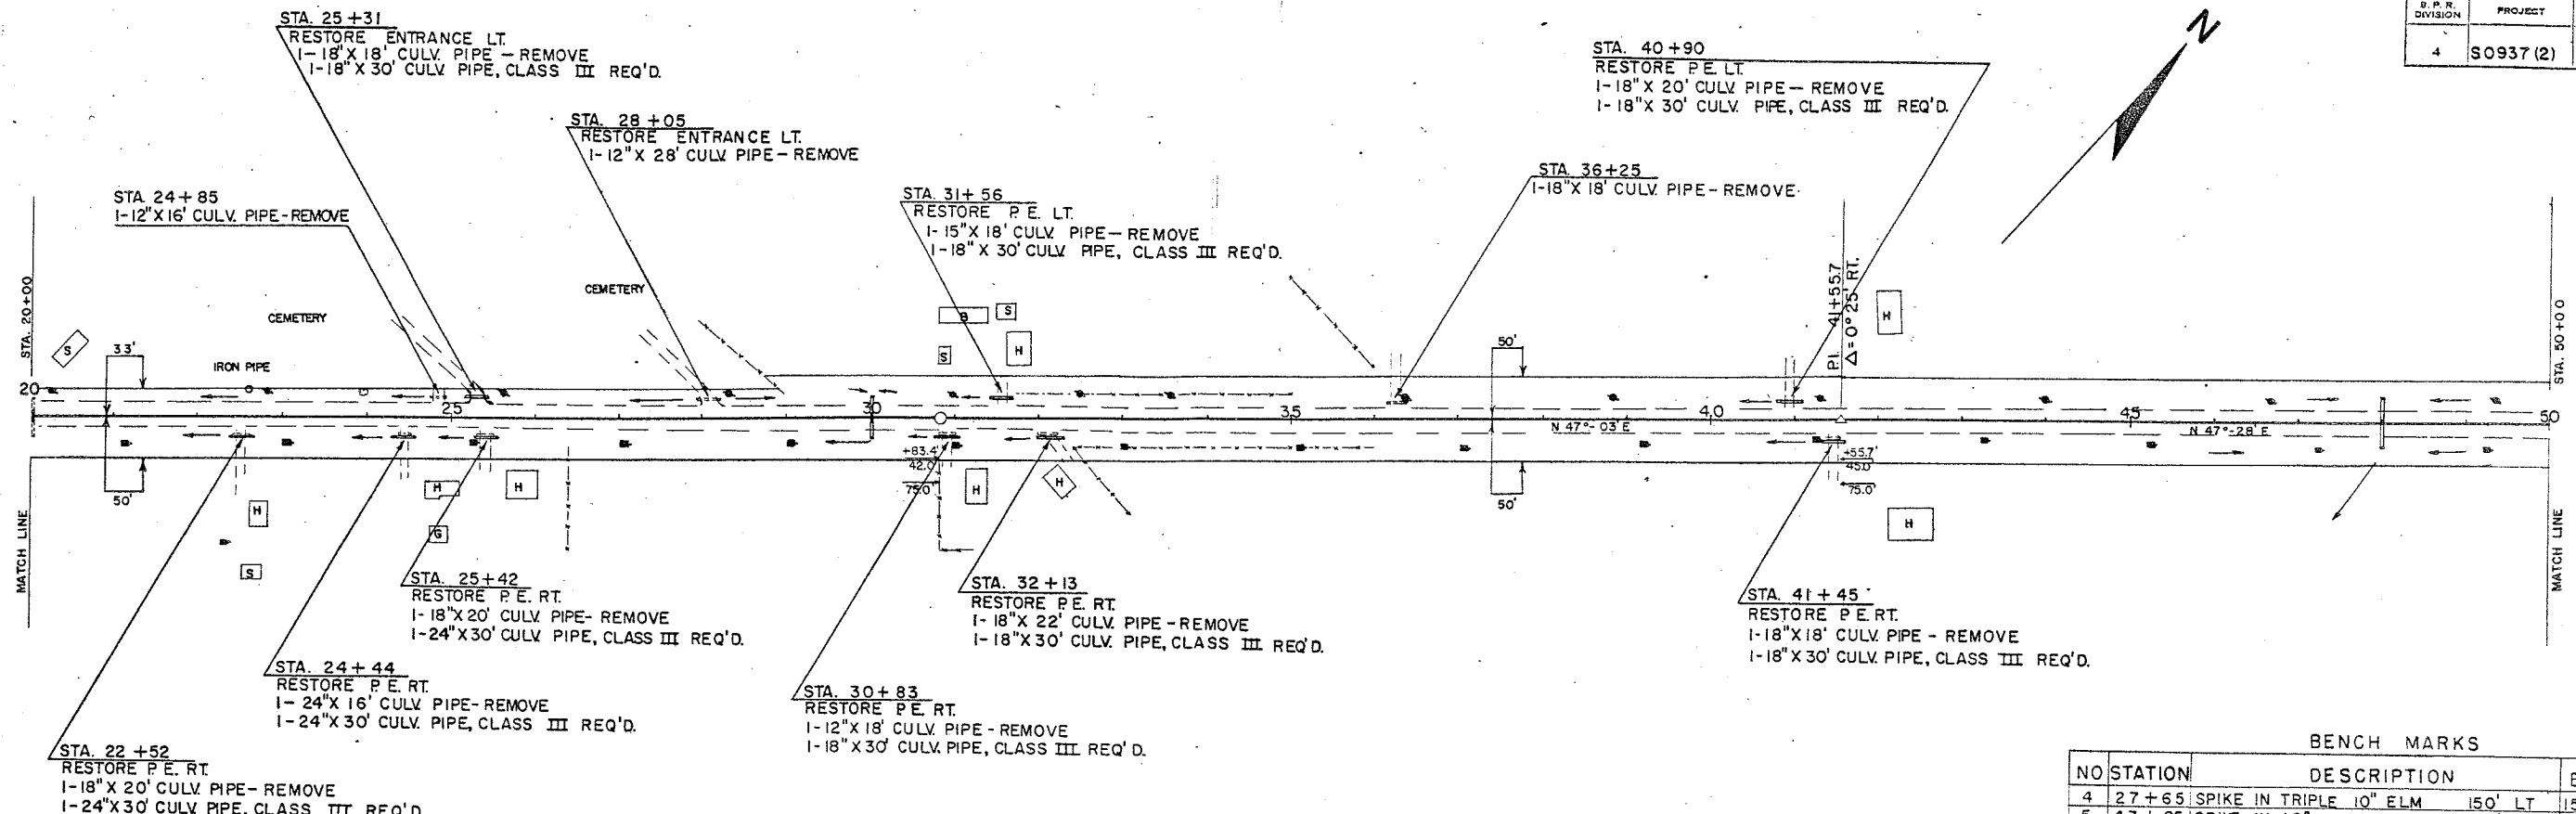 B. P. R. DIVISION PROJECT
4 S0937(2)
N
STA. 25+31
RESTORE ENTRANCE LT.
1-18"X 18' CULV. PIPE - REMOVE
1-18"X 30' CULV. PIPE, CLASS III REQ'D.
STA. 28+05
RESTORE ENTRANCE LT.
1-12"X 28' CULV. PIPE-REMOVE
STA. 24+85
1-12"X16' CULV. PIPE-REMOVE
STA. 31+56
RESTORE P.E. LT.
1-15"X 18' CULV. PIPE-REMOVE
1-18"X 30' CULV. PIPE, CLASS III REQ'D.
STA. 40+90
RESTORE P.E. LT.
1-18"X 20' CULV. PIPE-REMOVE
1-18"X 30' CULV. PIPE, CLASS III REQ'D.
STA. 36+25
1-18"X 18' CULV. PIPE-REMOVE
STA. 20+00
CEMETERY
CEMETERY
IRON PIPE
S
33'
50'
B
S
S
H
50'
50'
P.I. 41+55.7
Δ=0°25' RT.
H
STA. 50+00
20
25
30
35
40
45
50
N 47°-03'E
N 47°-28'E
+83.4
42.0'
75.0'
+55.7'
45.0'
75.0'
H
S
H
H
G
H
H
H
MATCH LINE
MATCH LINE
STA. 25+42
RESTORE P.E. RT.
1-18"X20' CULV. PIPE-REMOVE
1-24"X30' CULV. PIPE, CLASS III REQ'D.
STA. 24+44
RESTORE P.E. RT.
1-24"X 16' CULV. PIPE-REMOVE
1-24"X30' CULV. PIPE, CLASS III REQ'D.
STA. 22+52
RESTORE P.E. RT.
1-18"X 20' CULV. PIPE-REMOVE
1-24"X30' CULV. PIPE, CLASS III REQ'D
STA. 32+13
RESTORE P.E. RT.
1-18"X 22' CULV. PIPE-REMOVE
1-18"X30' CULV. PIPE, CLASS III REQ'D.
STA. 30+83
RESTORE P.E. RT.
1-12"X 18' CULV. PIPE-REMOVE
1-18"X30' CULV. PIPE, CLASS III REQ'D.
STA. 41+45
RESTORE P.E. RT.
1-18"X18' CULV. PIPE - REMOVE
1-18"X30' CULV. PIPE, CLASS III REQ'D.
BENCH MARKS
NO STATION DESCRIPTION
4 27+65 SPIKE IN TRIPLE 10" ELM 150' LT